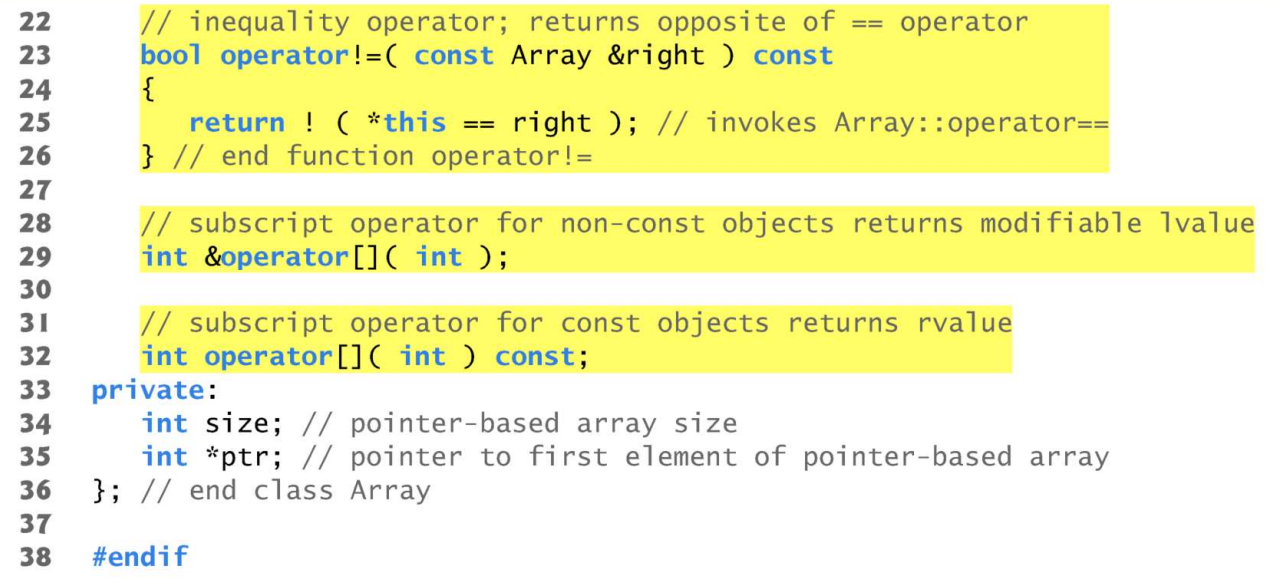 22 // inequality operator; returns opposite of == operator
23 bool operator!=( const Array &right ) const
24 {
25 return ! ( *this == right ); // invokes Array::operator==
26 } // end function operator!=
27
28 // subscript operator for non-const objects returns modifiable lvalue
29 int &operator[]( int );
30
31 // subscript operator for const objects returns rvalue
32 int operator[]( int ) const;
33 private:
34 int size; // pointer-based array size
35 int *ptr; // pointer to first element of pointer-based array
36 }; // end class Array
37
38 #endif